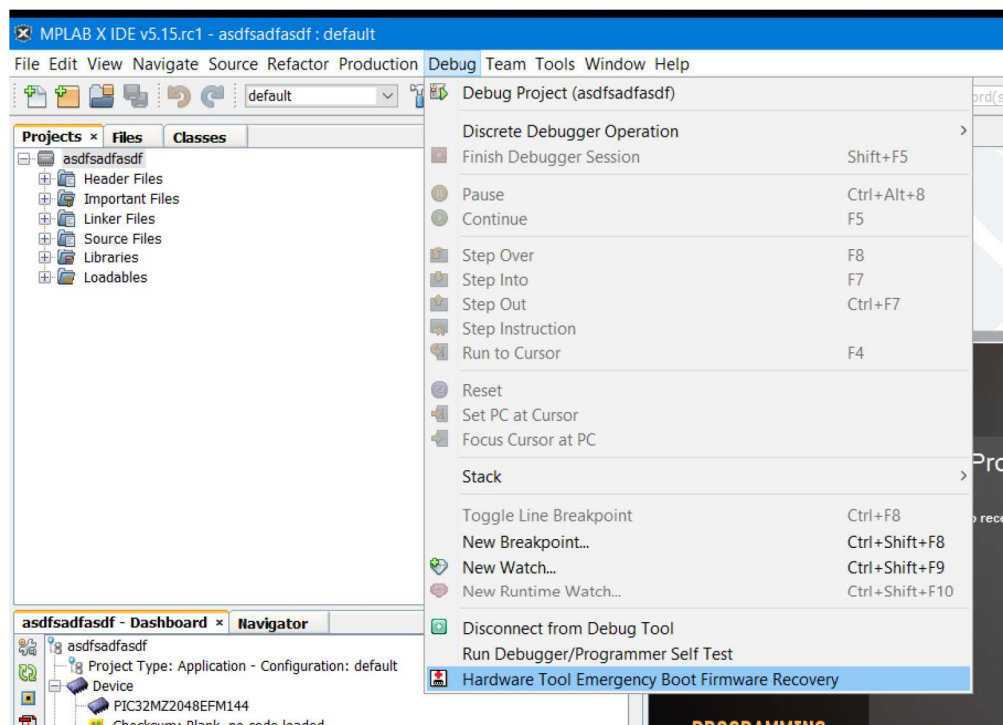 MPLAB X IDE v5.15.rc1 - asdfsadfasdf : default
File Edit View Navigate Source Refactor Production Debug Team Tools Window Help
default
Debug Project (asdfsadfasdf)
Discrete Debugger Operation
Finish Debugger Session Shift+F5
Pause Ctrl+Alt+8
Continue F5
Step Over F8
Step Into F7
Step Out Ctrl+F7
Step Instruction
Run to Cursor F4
Reset
Set PC at Cursor
Focus Cursor at PC
Stack
Toggle Line Breakpoint Ctrl+F8
New Breakpoint... Ctrl+Shift+F8
New Watch... Ctrl+Shift+F9
New Runtime Watch... Ctrl+Shift+F10
Disconnect from Debug Tool
Run Debugger/Programmer Self Test
Hardware Tool Emergency Boot Firmware Recovery
Projects × Files Classes
asdfsadfasdf
Header Files
Important Files
Linker Files
Source Files
Libraries
Loadables
asdfsadfasdf - Dashboard × Navigator
asdfsadfasdf
Project Type: Application - Configuration: default
Device
PIC32MZ2048EFM144
Checksum: Blank, no code loaded
PROGRAMMING